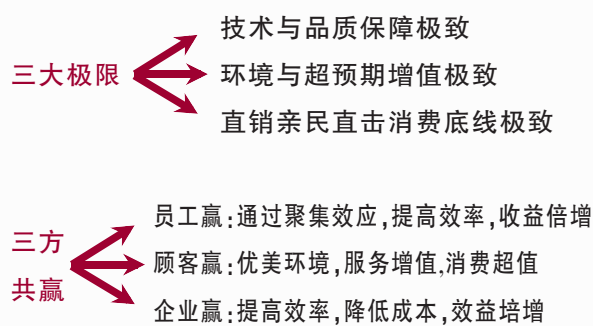 技术与品质保障极致
三大极限
环境与超预期增值极致
直销亲民直击消费底线极致
员工赢:通过聚集效应,提高效率,收益倍增
三方
共赢
顾客赢:优美环境,服务增值,消费超值
企业赢:提高效率,降低成本,效益培增